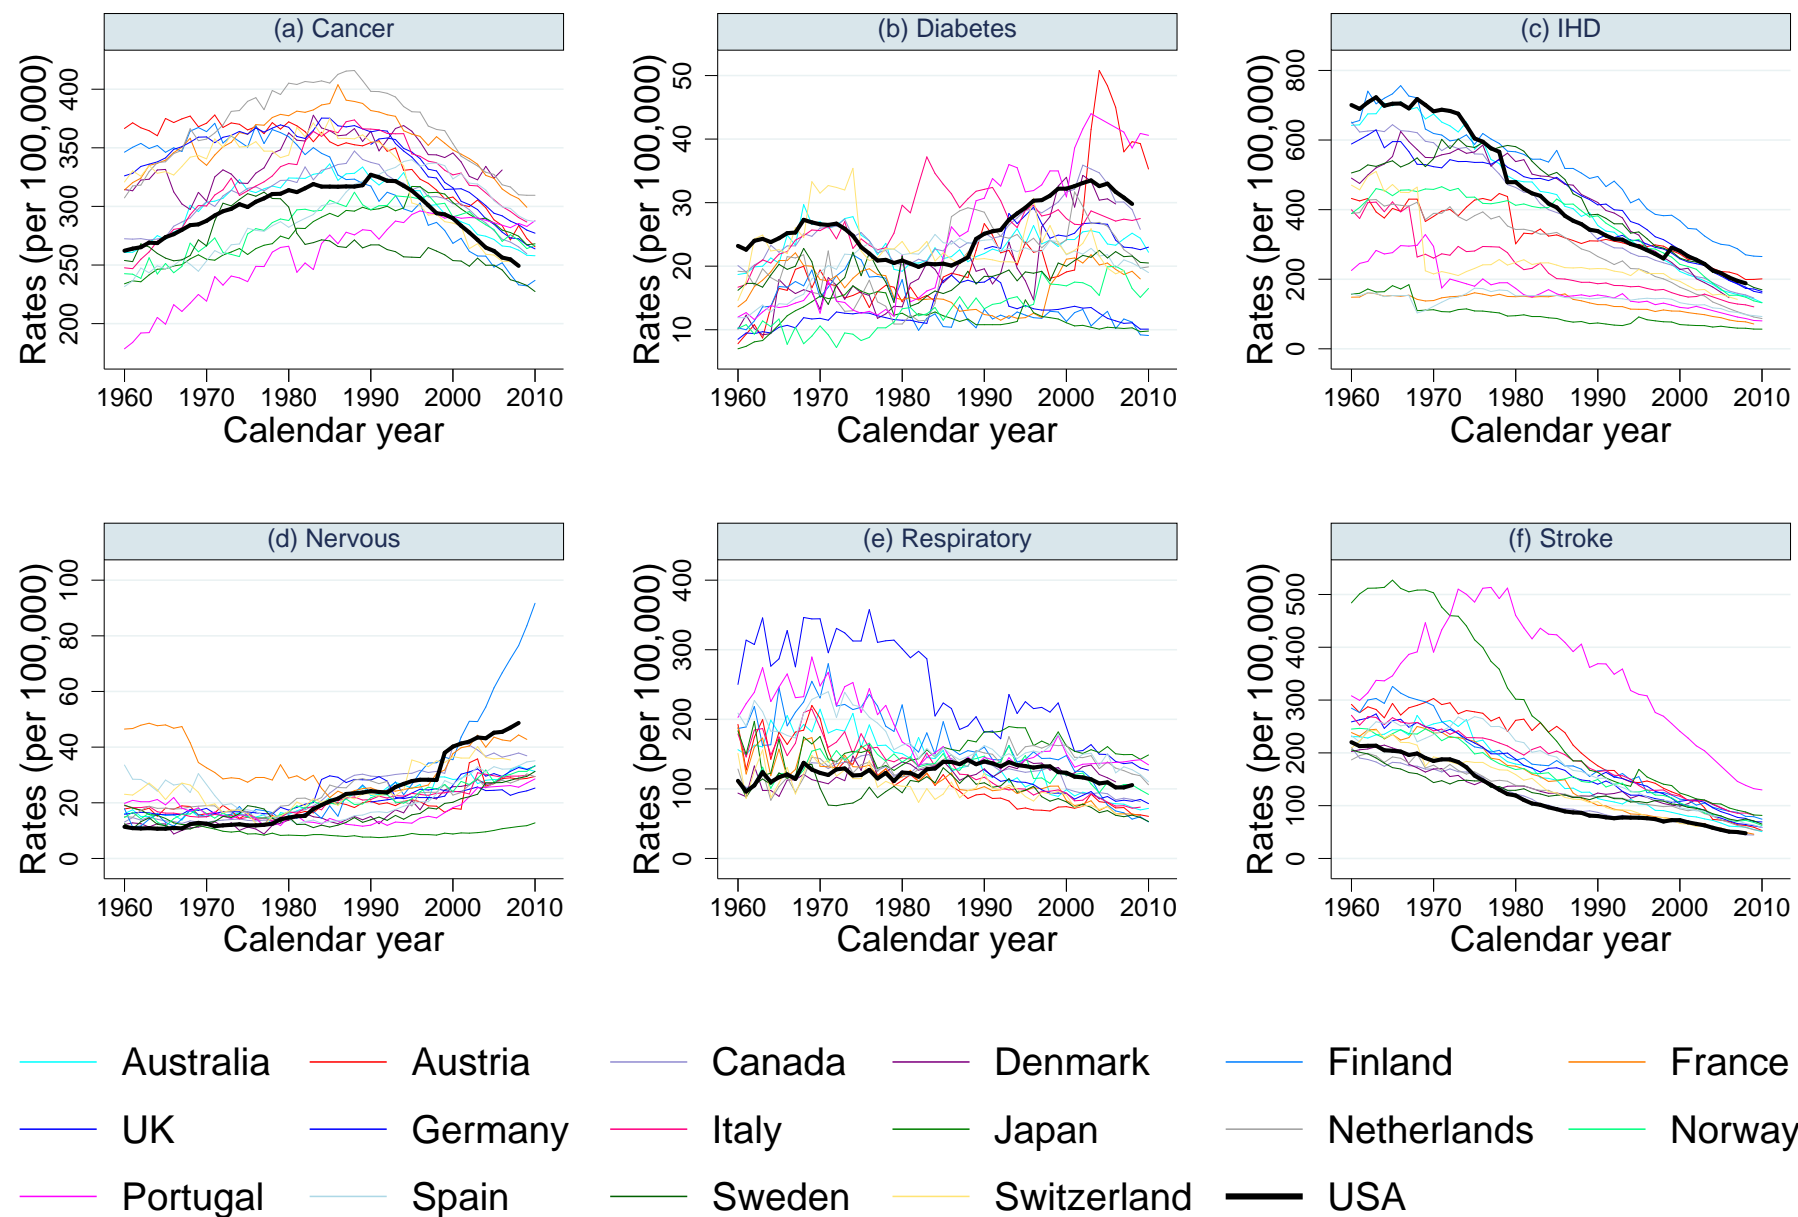 (a) Cancer
(b) Diabetes
(c) IHD
Rates (per 100,000)
200 250 300 350 400
1960 1970 1980 1990 2000 2010
Calendar year
Rates (per 100,000)
10 20 30 40 50
1960 1970 1980 1990 2000 2010
Calendar year
Rates (per 100,000)
0 200 400 600 800
1960 1970 1980 1990 2000 2010
Calendar year
(d) Nervous
(e) Respiratory
(f) Stroke
Rates (per 100,000)
0 20 40 60 80 100
1960 1970 1980 1990 2000 2010
Calendar year
Rates (per 100,000)
0 100 200 300 400
1960 1970 1980 1990 2000 2010
Calendar year
Rates (per 100,000)
0 100 200 300 400 500
1960 1970 1980 1990 2000 2010
Calendar year
Australia Austria Canada Denmark Finland France
UK Germany Italy Japan Netherlands Norway
Portugal Spain Sweden Switzerland USA